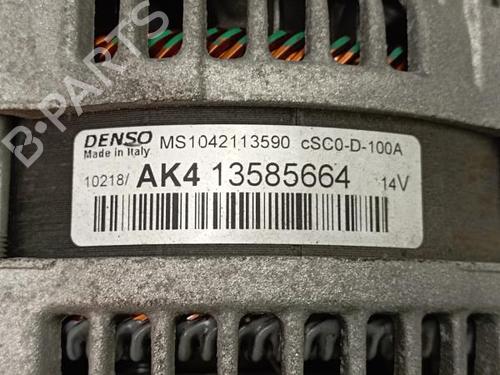 DENSO MS1042113590 cSC0-D-100A
Made in Italy
10218/ AK4 13585664 14V
B-PARTS